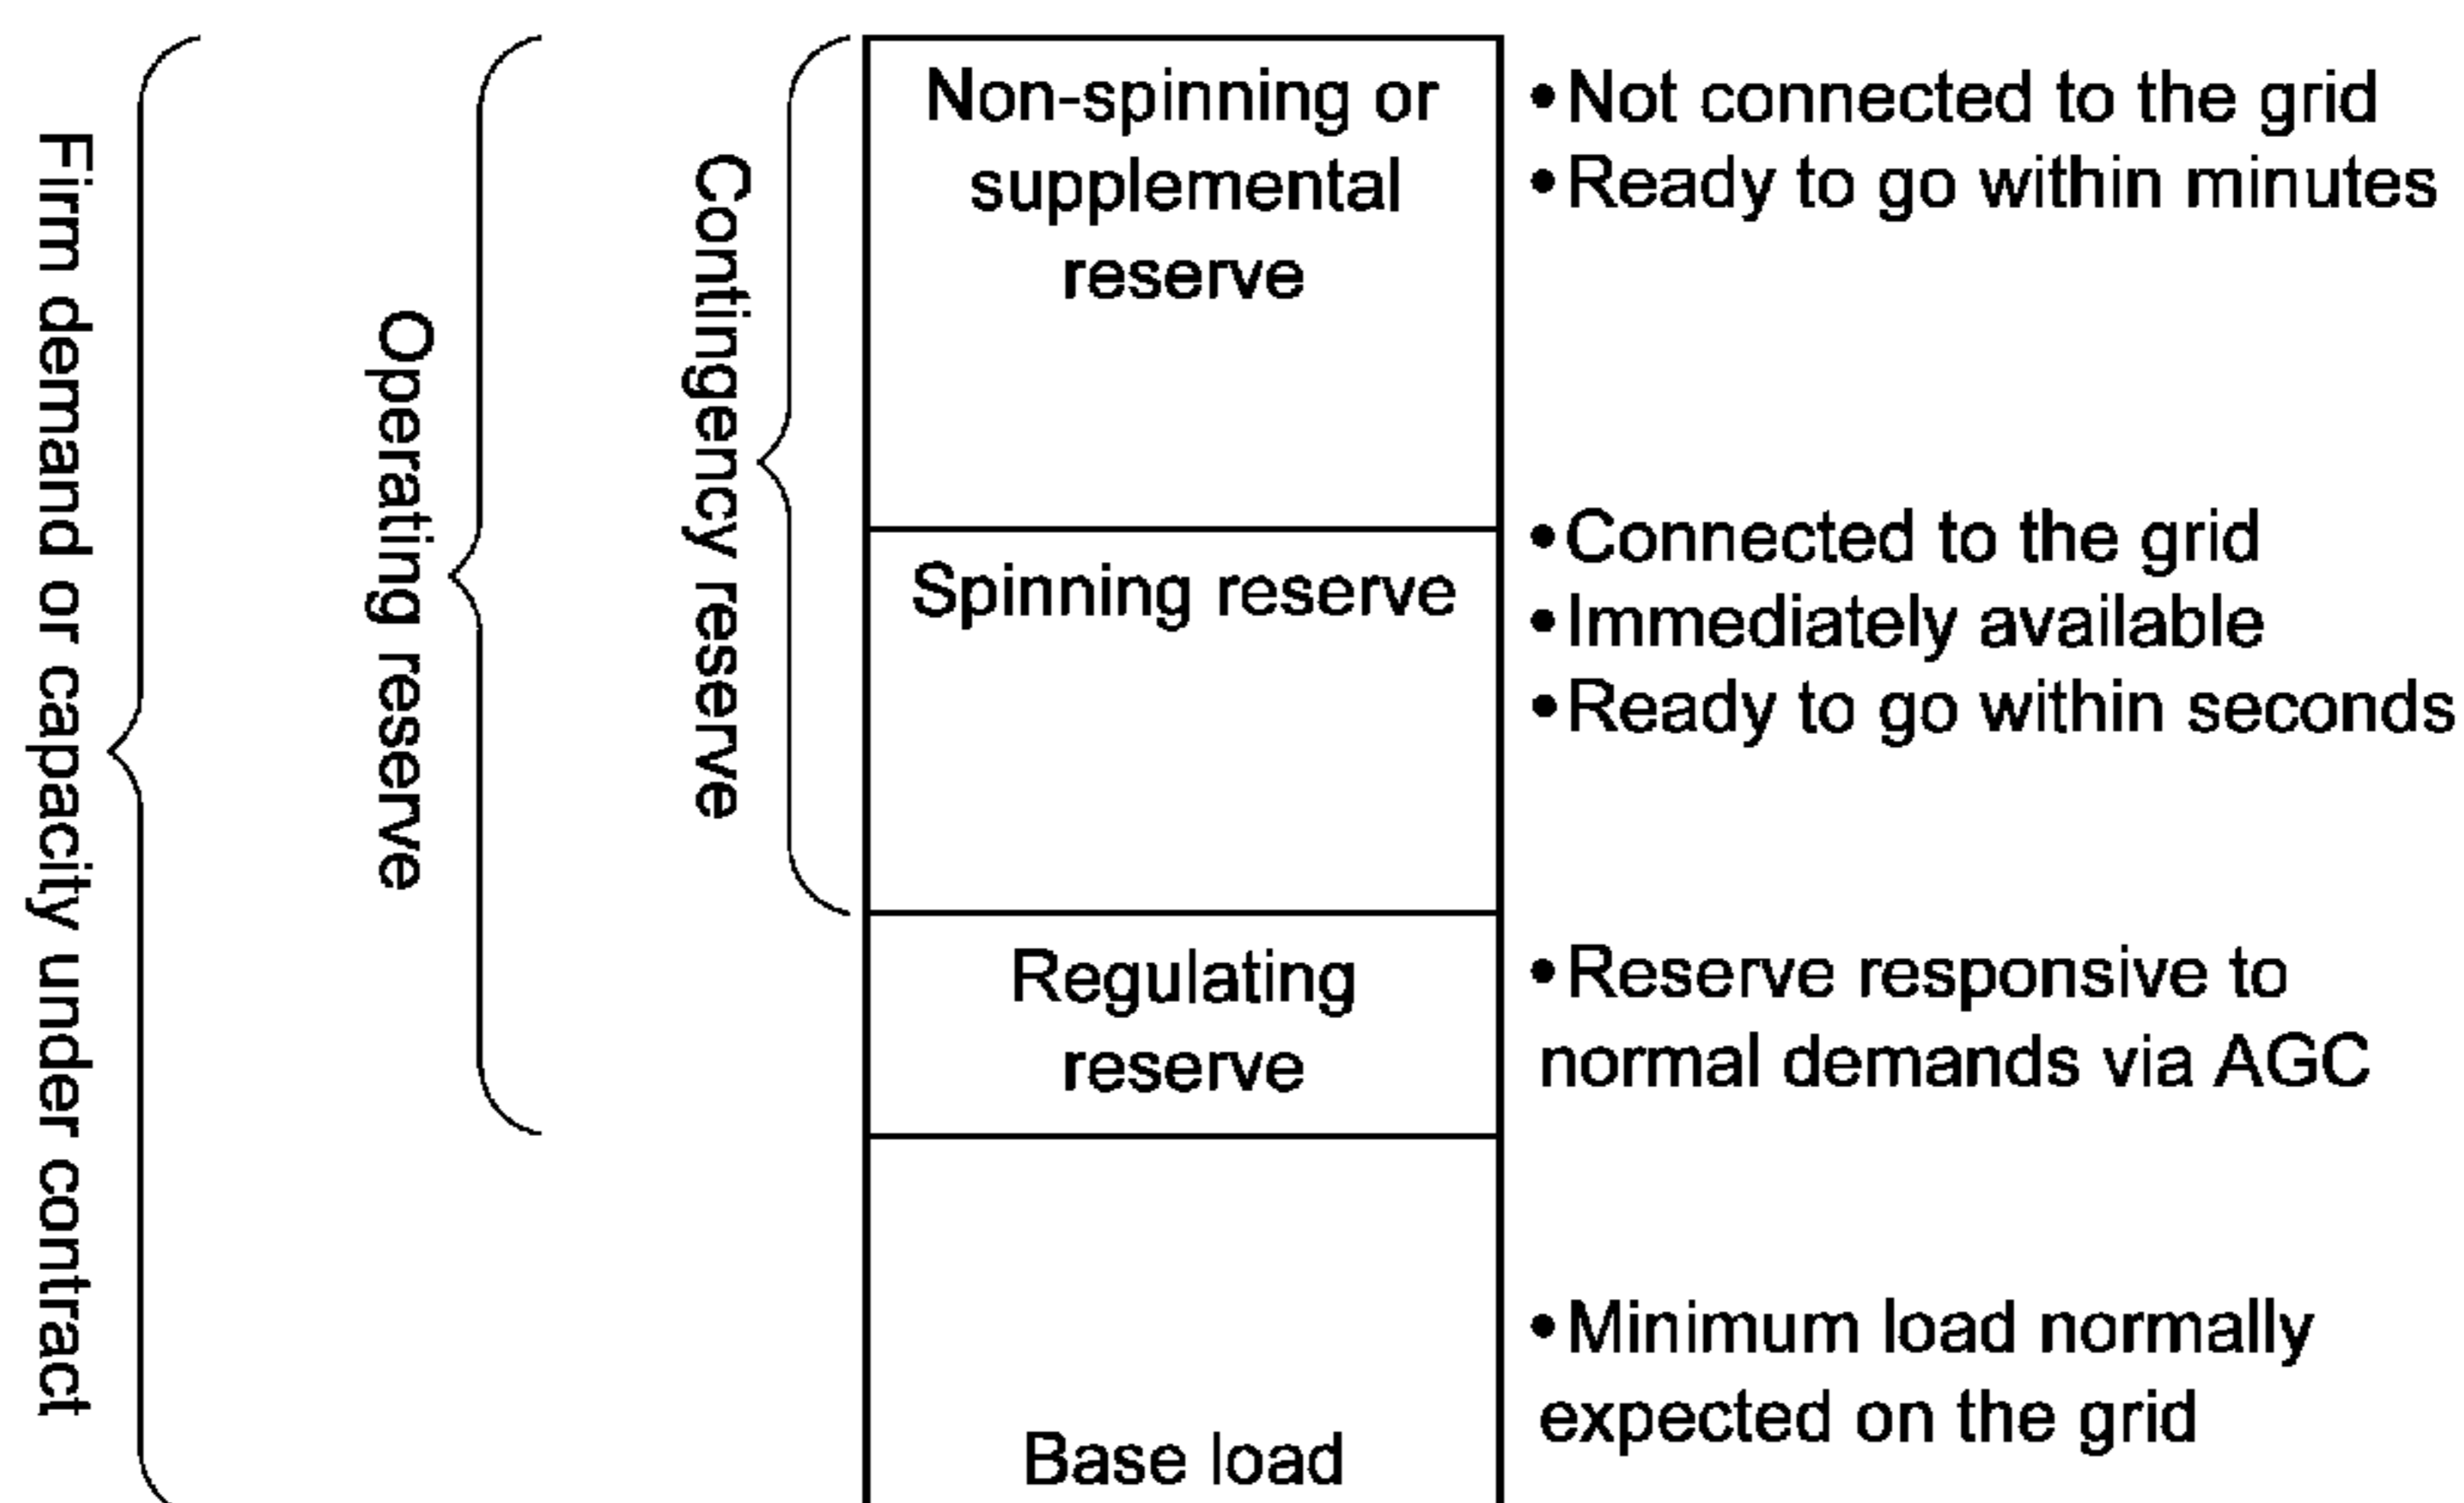 Firm demand or capacity under contract
Operating reserve
Contingency reserve
Non-spinning or
supplemental
reserve
•Not connected to the grid
•Ready to go within minutes
Spinning reserve
•Connected to the grid
•Immediately available
•Ready to go within seconds
Regulating
reserve
•Reserve responsive to
normal demands via AGC
Base load
•Minimum load normally
expected on the grid